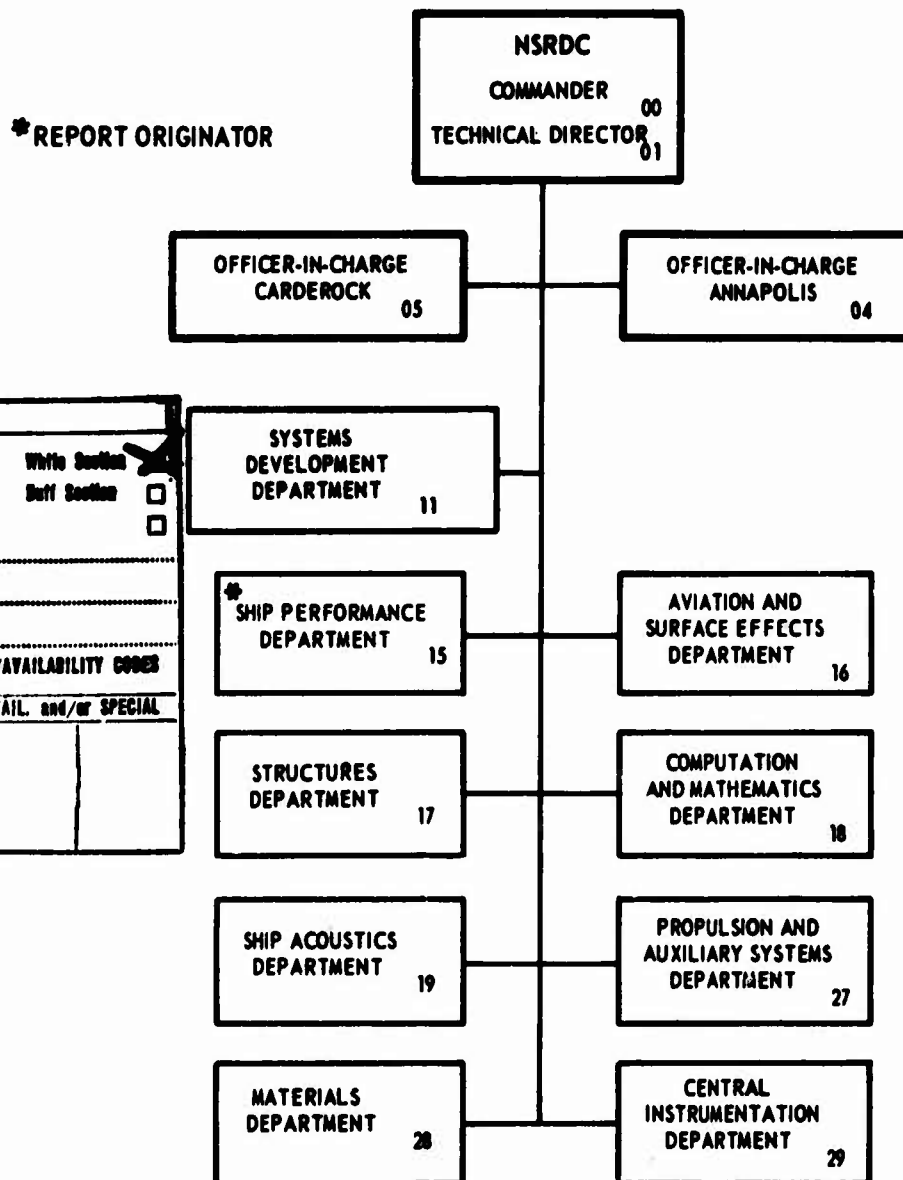 NSRDC
COMMANDER
00
TECHNICAL DIRECTOR
01
*REPORT ORIGINATOR
OFFICER-IN-CHARGE
CARDEROCK
05
OFFICER-IN-CHARGE
ANNAPOLIS
04
White Section
Buff Section
AVAILABILITY CODES
AIL. and/or SPECIAL
SYSTEMS
DEVELOPMENT
DEPARTMENT
11
*
SHIP PERFORMANCE
DEPARTMENT
15
AVIATION AND
SURFACE EFFECTS
DEPARTMENT
16
STRUCTURES
DEPARTMENT
17
COMPUTATION
AND MATHEMATICS
DEPARTMENT
18
SHIP ACOUSTICS
DEPARTMENT
19
PROPULSION AND
AUXILIARY SYSTEMS
DEPARTMENT
27
MATERIALS
DEPARTMENT
28
CENTRAL
INSTRUMENTATION
DEPARTMENT
29